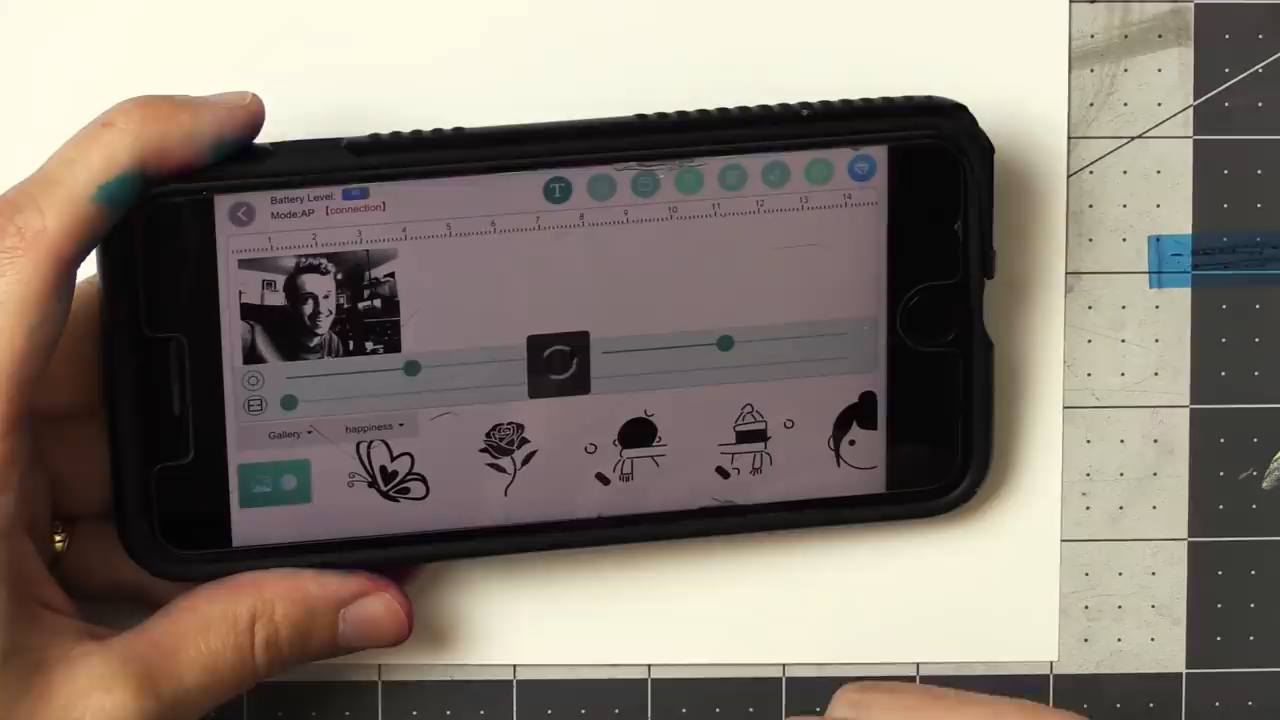 Battery Level:
Mode:AP 【connection】
T
1 2 3 4 5 6 7 8 9 10 11 12 13 14
Gallery
happiness